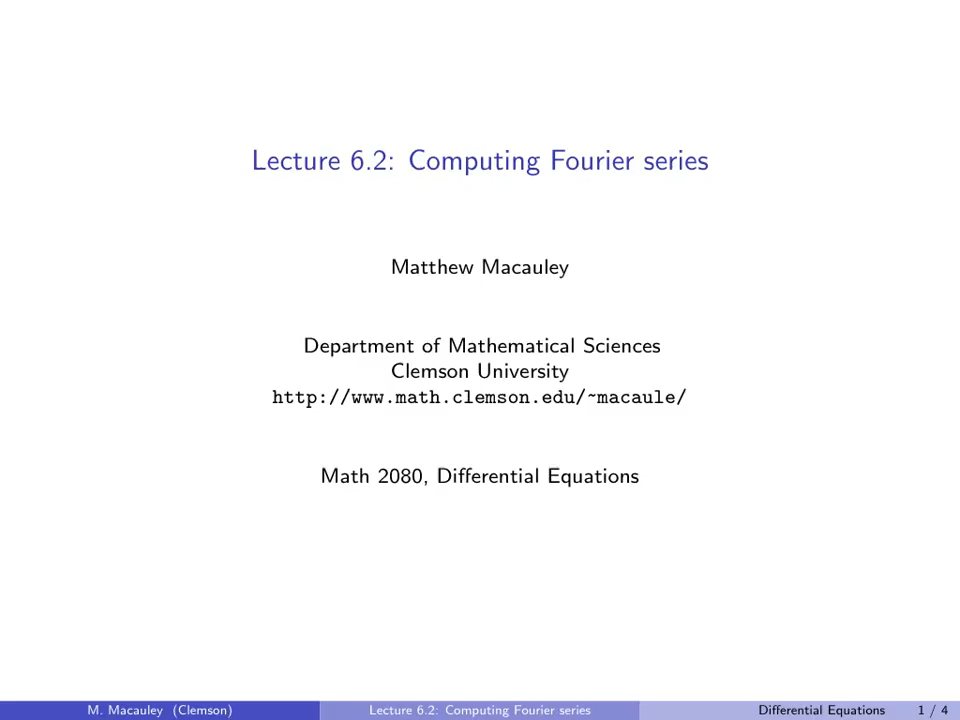 Lecture 6.2: Computing Fourier series
Matthew Macauley
Department of Mathematical Sciences
Clemson University
http://www.math.clemson.edu/~macaule/
Math 2080, Differential Equations
M. Macauley (Clemson) Lecture 6.2: Computing Fourier series Differential Equations 1 / 4